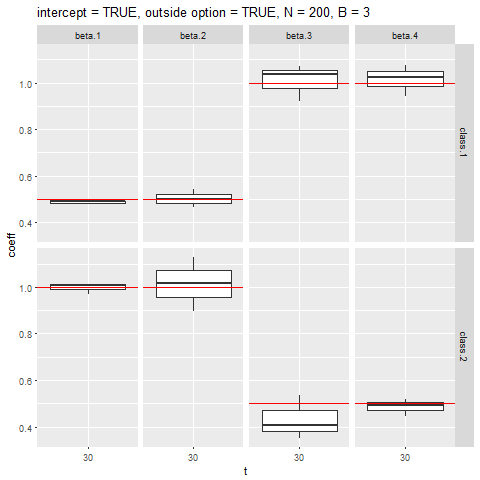 intercept = TRUE, outside option = TRUE, N = 200, B = 3
beta.1 beta.2 beta.3 beta.4
1.0
0.8
0.6
0.4
class.1
coeff
1.0
0.8
0.6
0.4
class.2
30 30 30 30
t